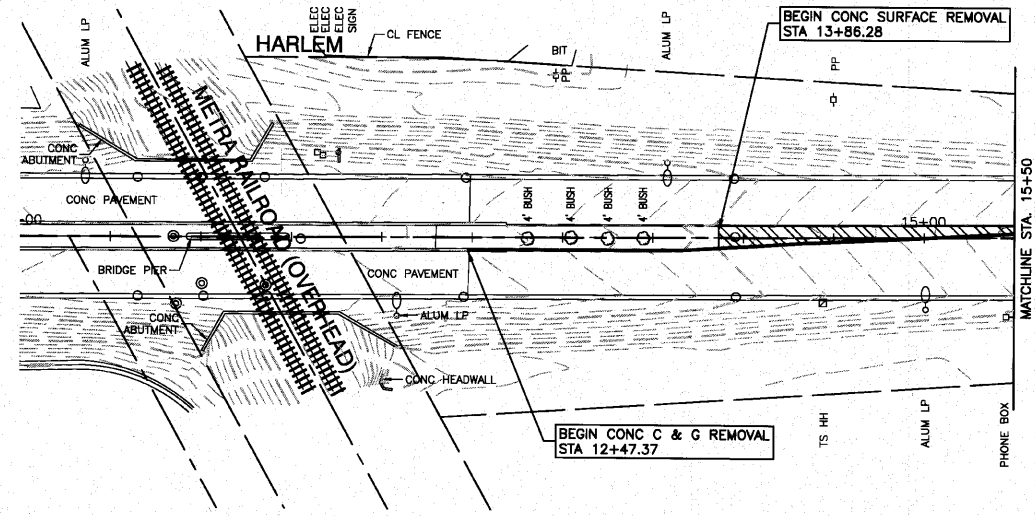 ALUM LP
HARLEM
ELEC
ELEC
ELEC
SIGN
CL FENCE
BIT
PP
ALUM LP
BEGIN CONC SURFACE REMOVAL
STA 13+86.28
PP
CONC
ABUTMENT
METRA RAILROAD (OVERHEAD)
CONC PAVEMENT
4' BUSH
4' BUSH
4' BUSH
4' BUSH
00
15+00
MATCHLINE STA. 15+50
BRIDGE PIER
CONC PAVEMENT
CONC
ABUTMENT
ALUM LP
CONC HEADWALL
BEGIN CONC C & G REMOVAL
STA 12+47.37
TS HH
ALUM LP
PHONE BOX